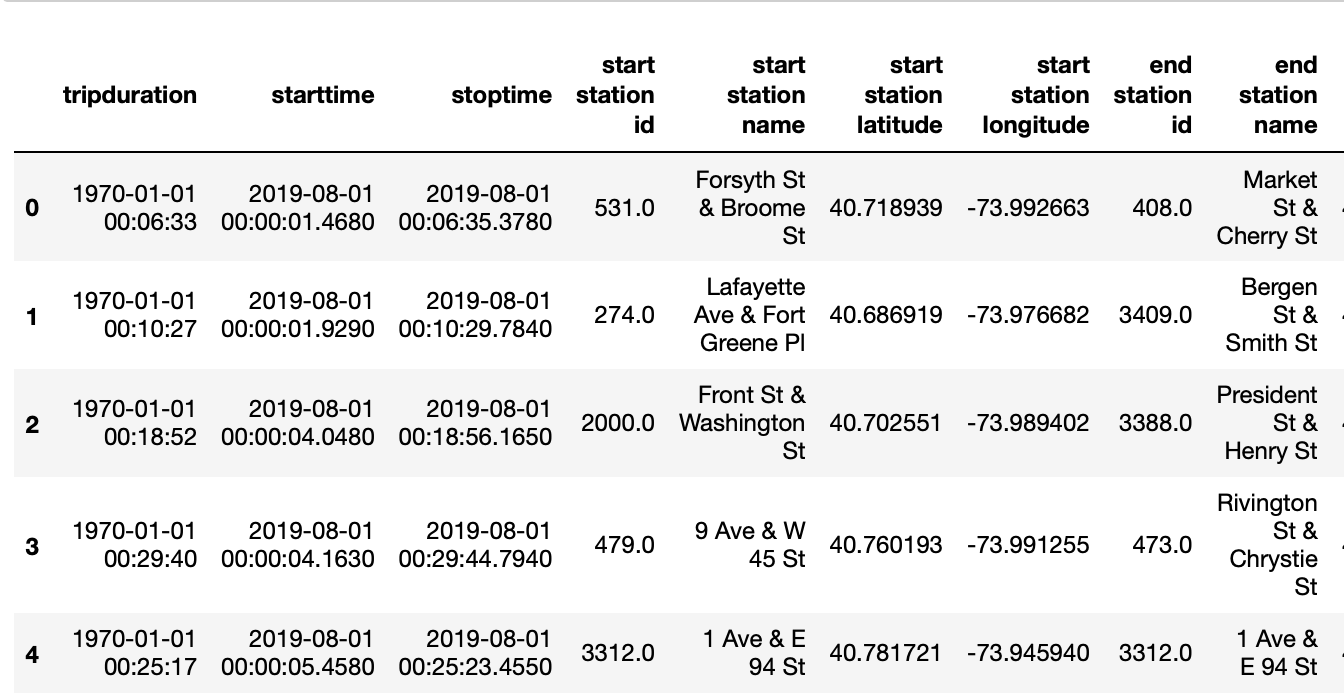 tripduration starttime stoptime start station id start station name start station latitude start station longitude end station id end station name
0 1970-01-01 00:06:33 2019-08-01 00:00:01.4680 2019-08-01 00:06:35.3780 531.0 Forsyth St & Broome St 40.718939 -73.992663 408.0 Market St & Cherry St
1 1970-01-01 00:10:27 2019-08-01 00:00:01.9290 2019-08-01 00:10:29.7840 274.0 Lafayette Ave & Fort Greene Pl 40.686919 -73.976682 3409.0 Bergen St & Smith St
2 1970-01-01 00:18:52 2019-08-01 00:00:04.0480 2019-08-01 00:18:56.1650 2000.0 Front St & Washington St 40.702551 -73.989402 3388.0 President St & Henry St
3 1970-01-01 00:29:40 2019-08-01 00:00:04.1630 2019-08-01 00:29:44.7940 479.0 9 Ave & W 45 St 40.760193 -73.991255 473.0 Rivington St & Chrystie St
4 1970-01-01 00:25:17 2019-08-01 00:00:05.4580 2019-08-01 00:25:23.4550 3312.0 1 Ave & E 94 St 40.781721 -73.945940 3312.0 1 Ave & E 94 St